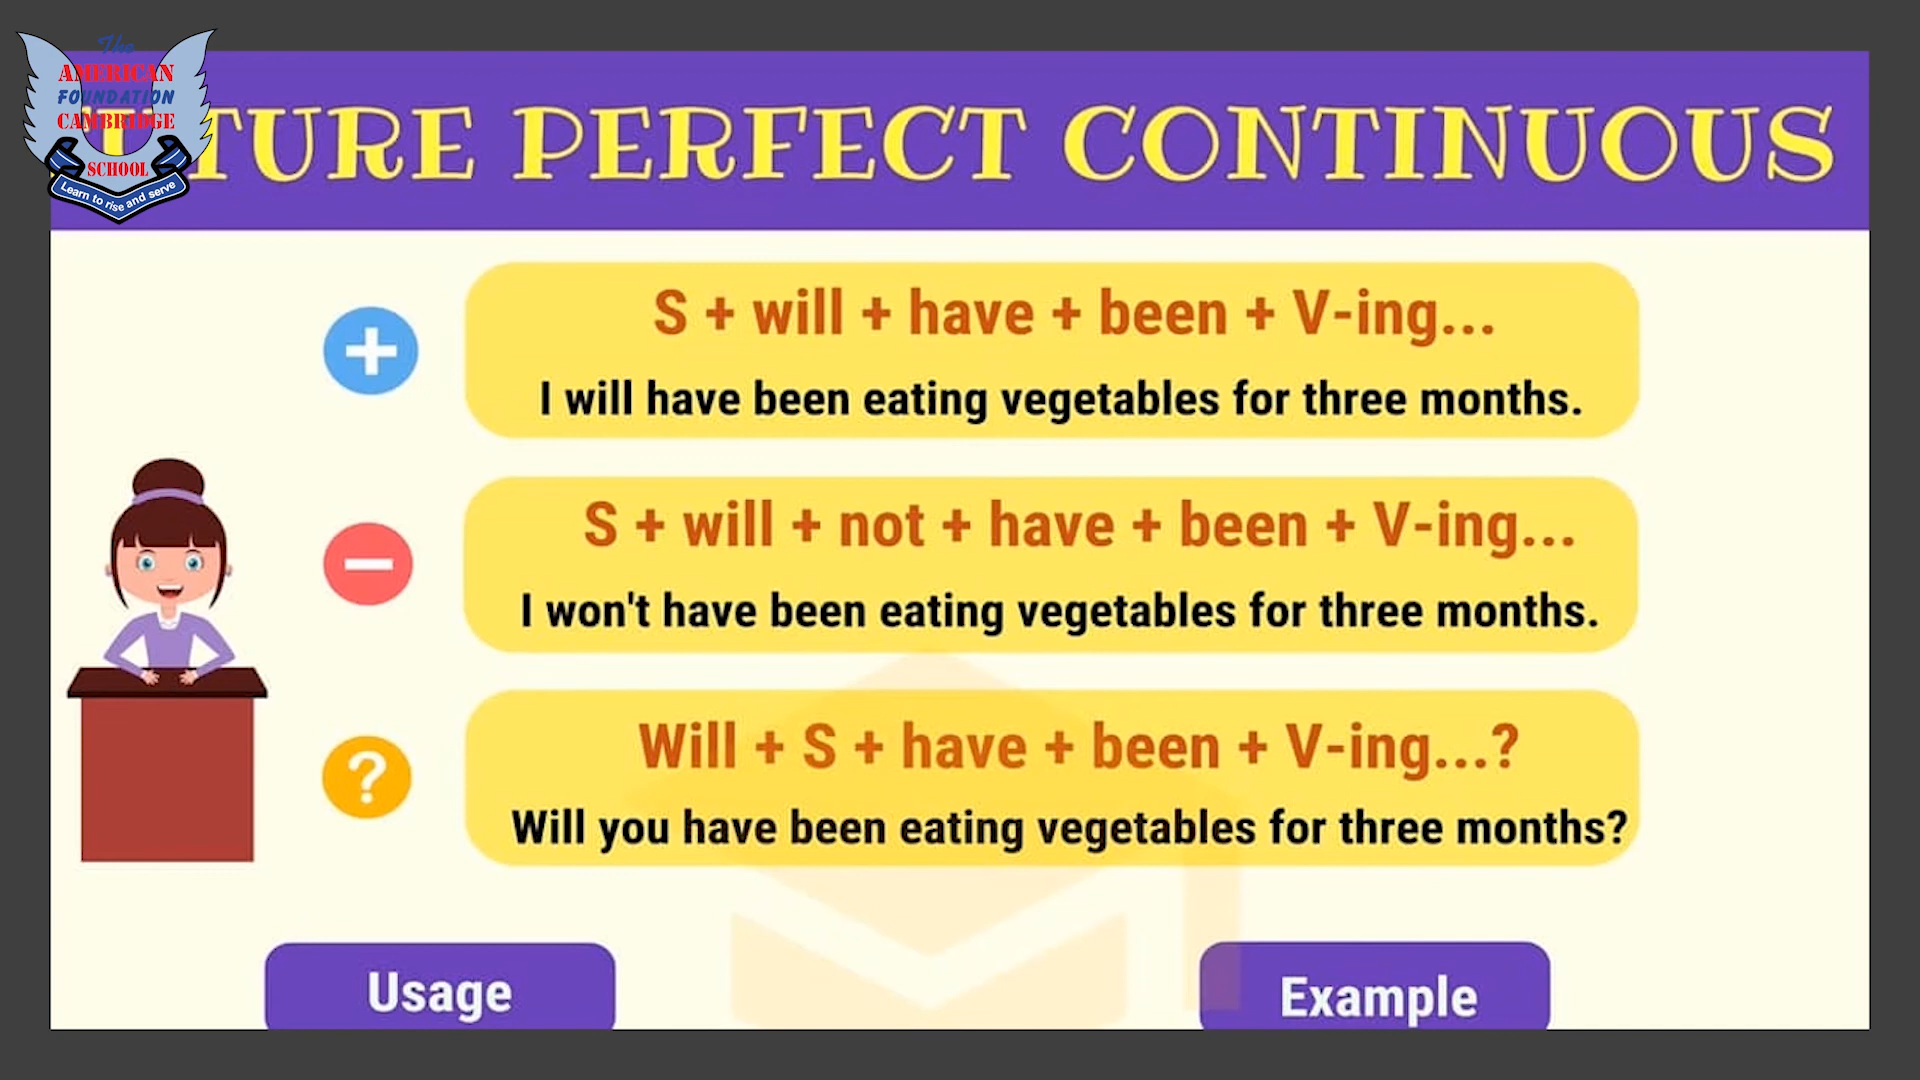 The
AMERICAN
FOUNDATION
CAMBRIDGE
SCHOOL
Learn to rise and serve
TURE PERFECT CONTINUOUS
S + will + have + been + V-ing...
I will have been eating vegetables for three months.
S + will + not + have + been + V-ing...
I won't have been eating vegetables for three months.
Will + S + have + been + V-ing...?
Will you have been eating vegetables for three months?
Usage
Example